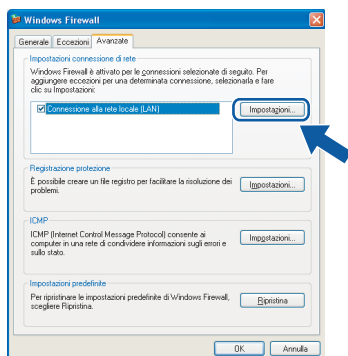 Windows Firewall
Generale Eccezioni Avanzate
Impostazioni connessione di rete
Windows Firewall è attivato per le connessioni selezionate di seguito. Per
aggiungere eccezioni per una determinata connessione, selezionarla e fare
clic su Impostazioni:
Connessione alla rete locale (LAN)
Impostazioni...
Registrazione protezione
È possibile creare un file registro per facilitare la risoluzione dei
problemi.
Impostazioni...
ICMP
ICMP (Internet Control Message Protocol) consente ai
computer in una rete di condividere informazioni sugli errori e
sullo stato.
Impostazioni...
Impostazioni predefinite
Per ripristinare le impostazioni predefinite di Windows Firewall,
scegliere Ripristina.
Ripristina
OK Annulla